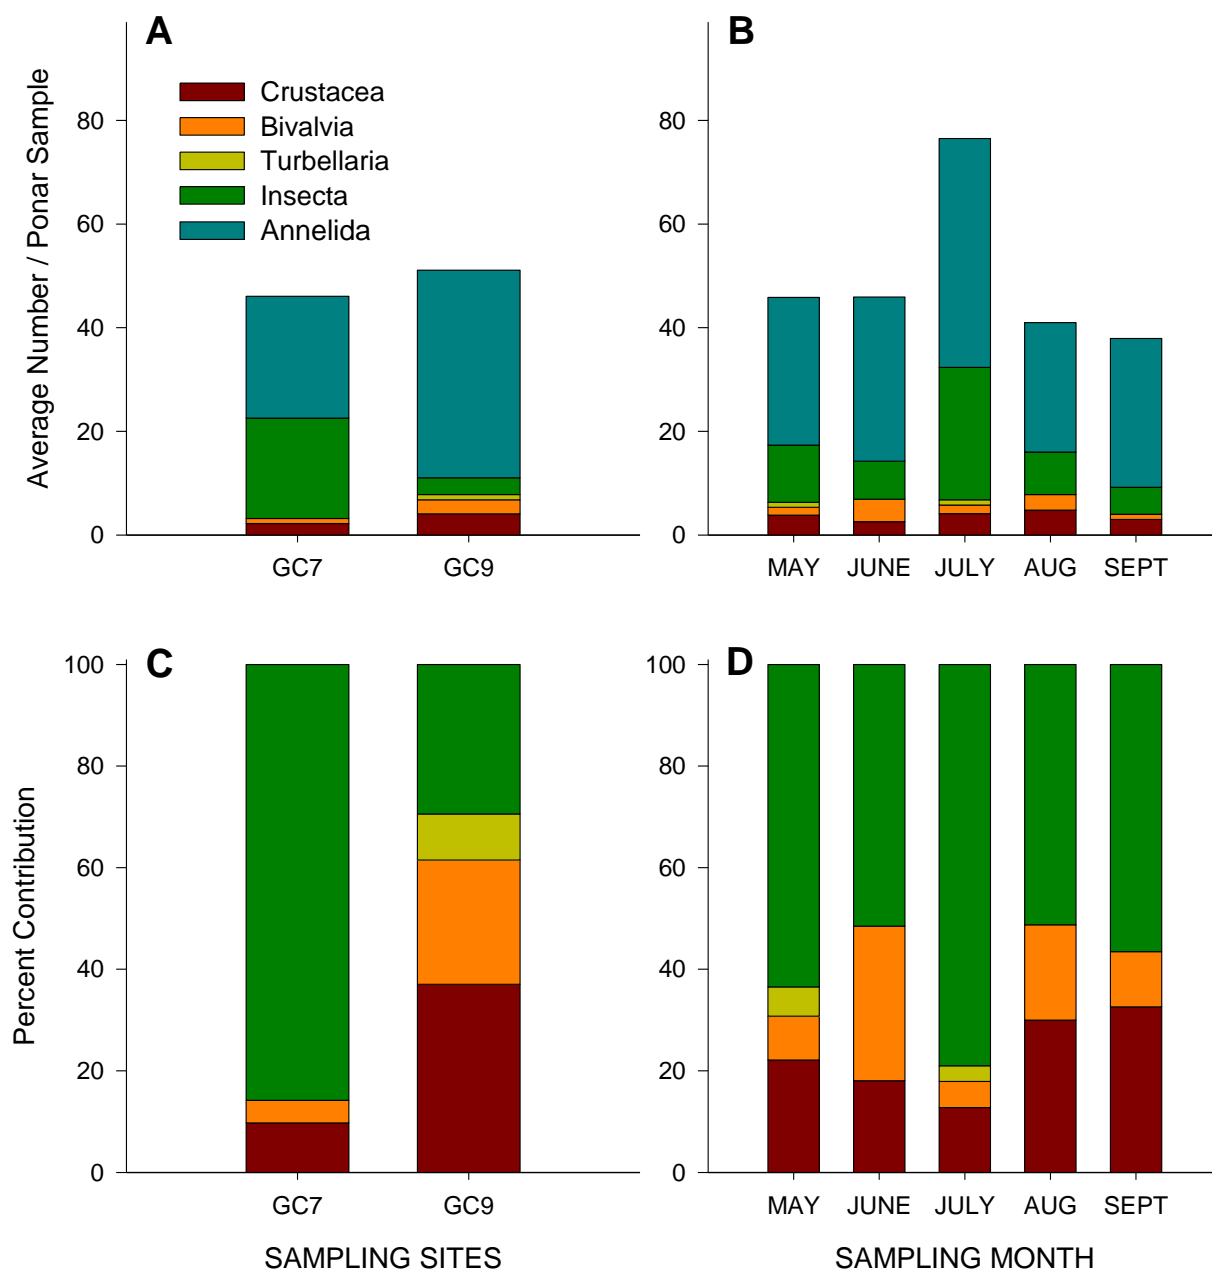 A
Crustacea
Bivalvia
Turbellaria
Insecta
Annelida
Average Number / Ponar Sample
80
60
40
20
0
GC7 GC9
B
80
60
40
20
0
MAY JUNE JULY AUG SEPT
C
Percent Contribution
100
80
60
40
20
0
GC7 GC9
SAMPLING SITES
D
100
80
60
40
20
0
MAY JUNE JULY AUG SEPT
SAMPLING MONTH